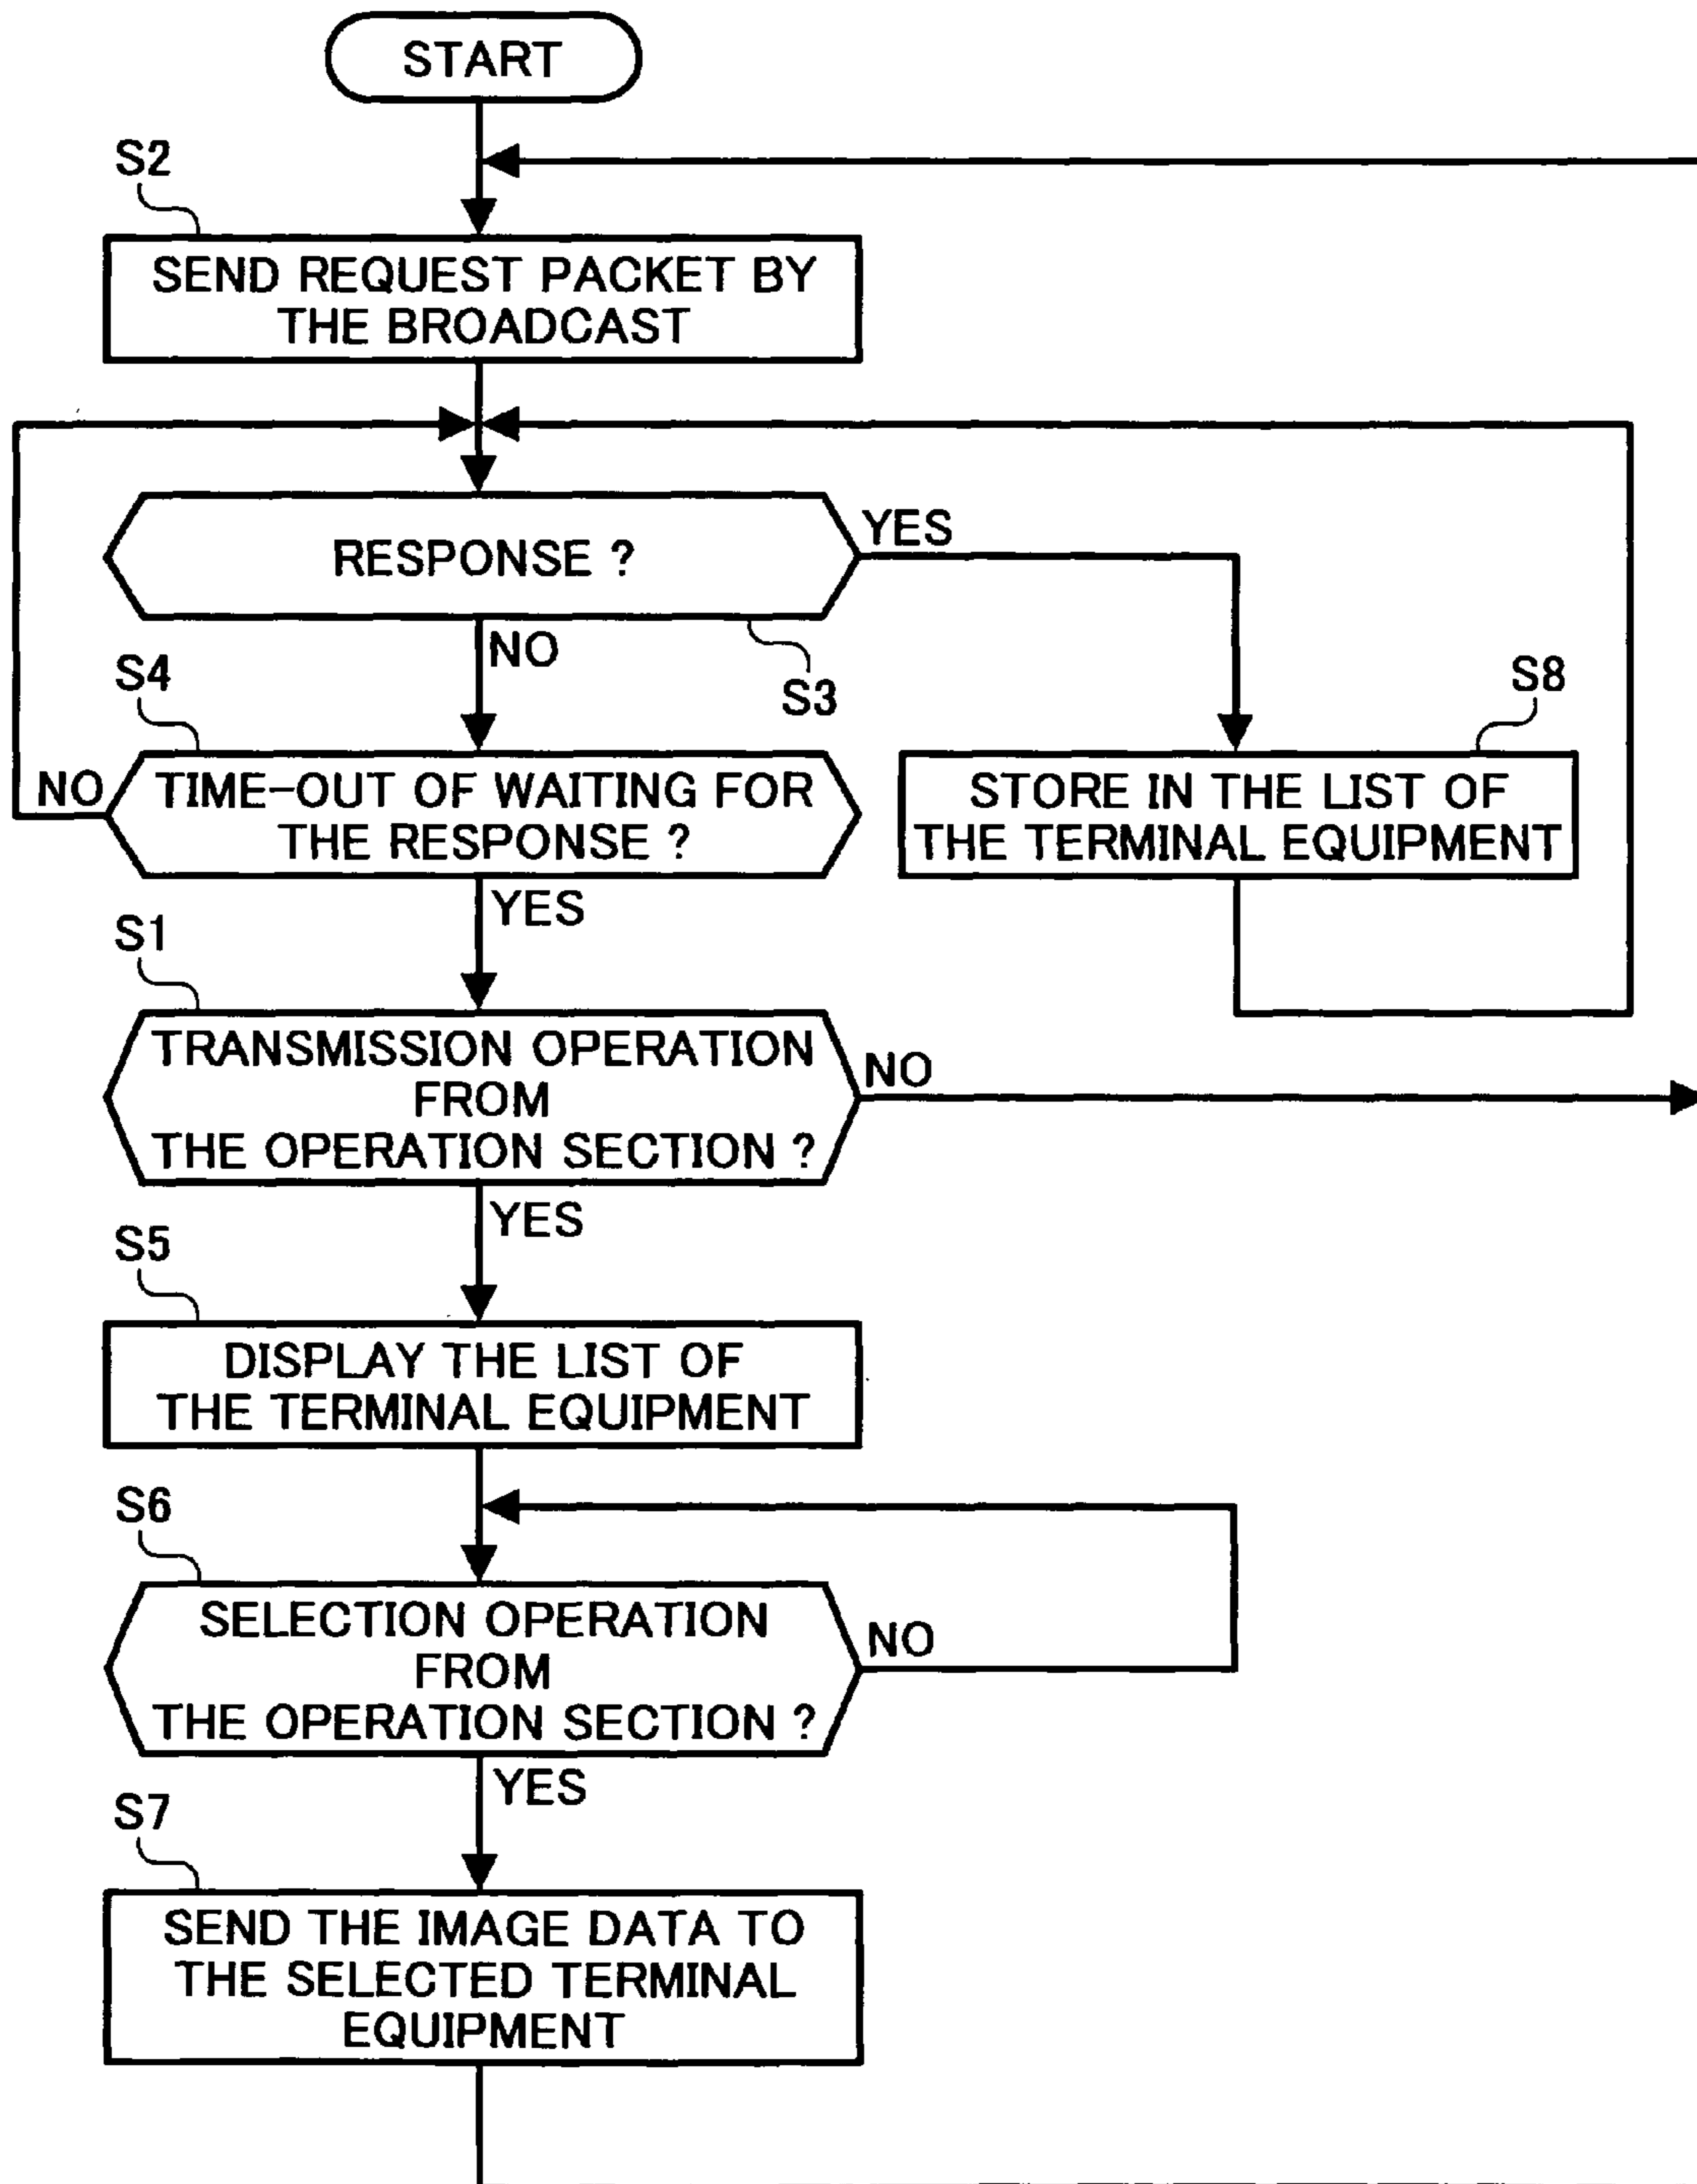 START
S2
SEND REQUEST PACKET BY
THE BROADCAST
RESPONSE ?
YES
NO
S3
S4
TIME-OUT OF WAITING FOR
THE RESPONSE ?
NO
YES
S8
STORE IN THE LIST OF
THE TERMINAL EQUIPMENT
S1
TRANSMISSION OPERATION
FROM
THE OPERATION SECTION ?
NO
YES
S5
DISPLAY THE LIST OF
THE TERMINAL EQUIPMENT
S6
SELECTION OPERATION
FROM
THE OPERATION SECTION ?
NO
YES
S7
SEND THE IMAGE DATA TO
THE SELECTED TERMINAL
EQUIPMENT